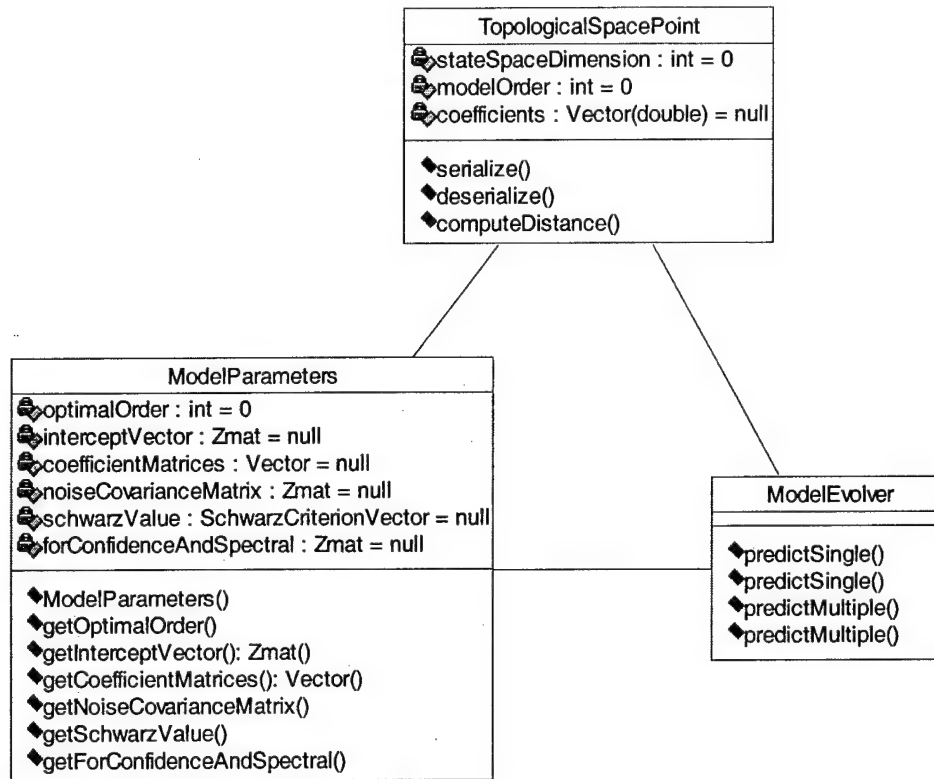 TopologicalSpacePoint
stateSpaceDimension : int = 0
modelOrder : int = 0
coefficients : Vector(double) = null
serialize()
deserialize()
computeDistance()
ModelParameters
optimalOrder : int = 0
interceptVector : Zmat = null
coefficientMatrices : Vector = null
noiseCovarianceMatrix : Zmat = null
schwarzValue : SchwarzCriterionVector = null
forConfidenceAndSpectral : Zmat = null
ModelParameters()
getOptimalOrder()
getInterceptVector(): Zmat()
getCoefficientMatrices(): Vector()
getNoiseCovarianceMatrix()
getSchwarzValue()
getForConfidenceAndSpectral()
ModelEvolver
predictSingle()
predictSingle()
predictMultiple()
predictMultiple()